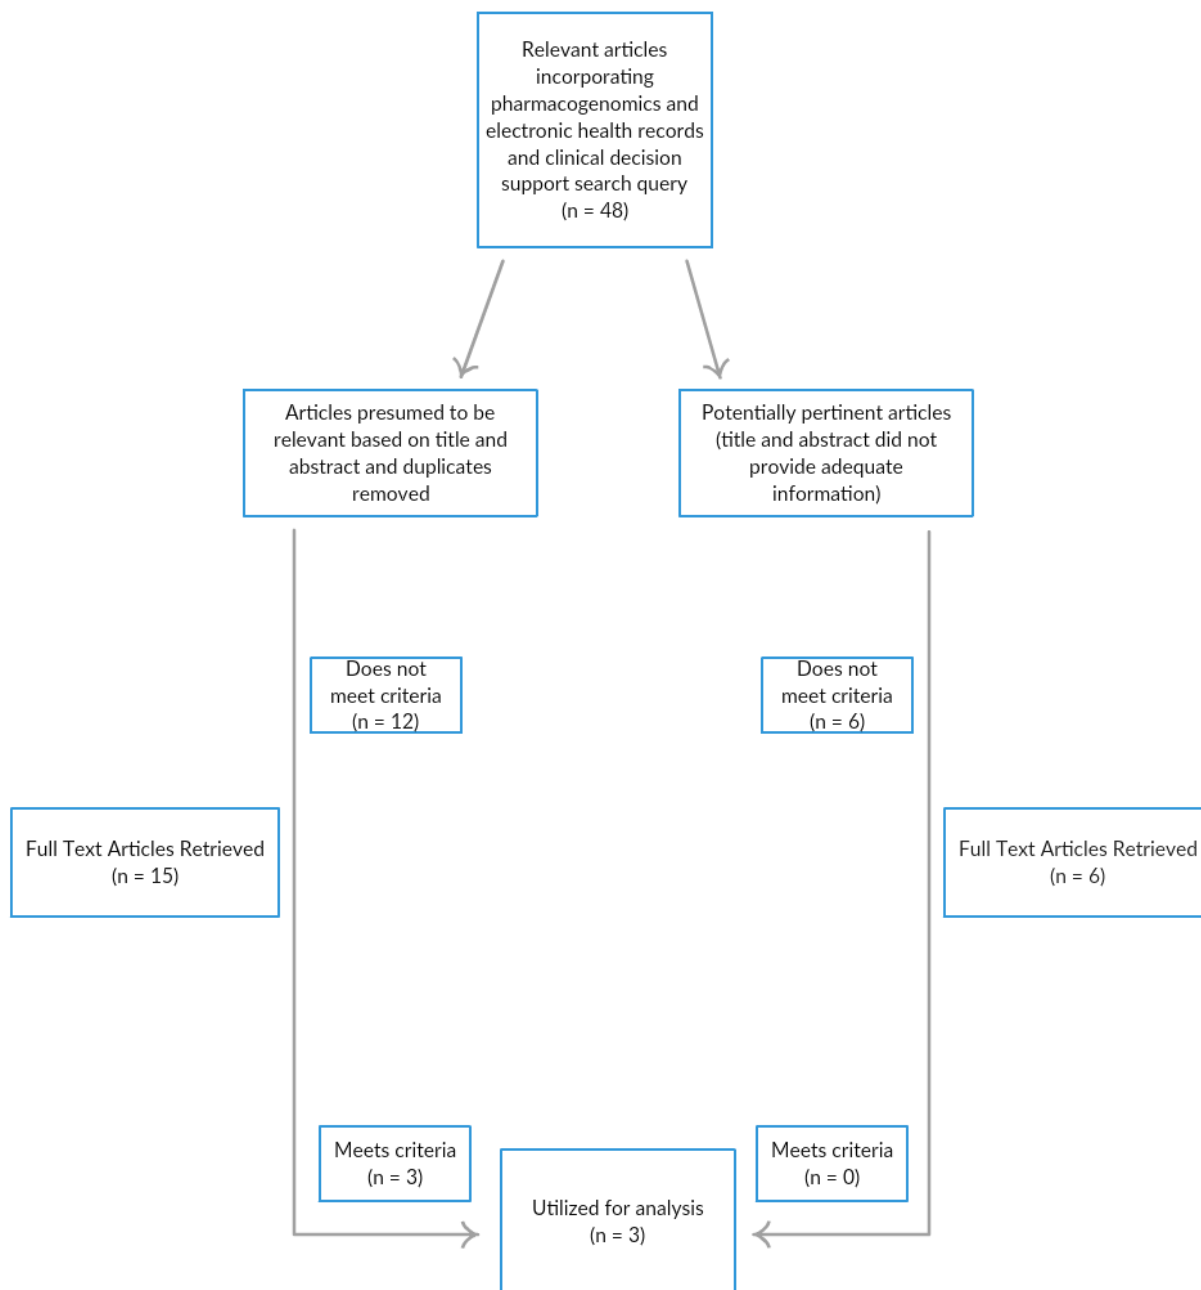 Relevant articles
incorporating
pharmacogenomics and
electronic health records
and clinical decision
support search query
(n = 48)
Articles presumed to be
relevant based on title and
abstract and duplicates
removed
Potentially pertinent articles
(title and abstract did not
provide adequate
information)
Does not
meet criteria
(n = 12)
Does not
meet criteria
(n = 6)
Full Text Articles Retrieved
(n = 15)
Full Text Articles Retrieved
(n = 6)
Meets criteria
(n = 3)
Meets criteria
(n = 0)
Utilized for analysis
(n = 3)